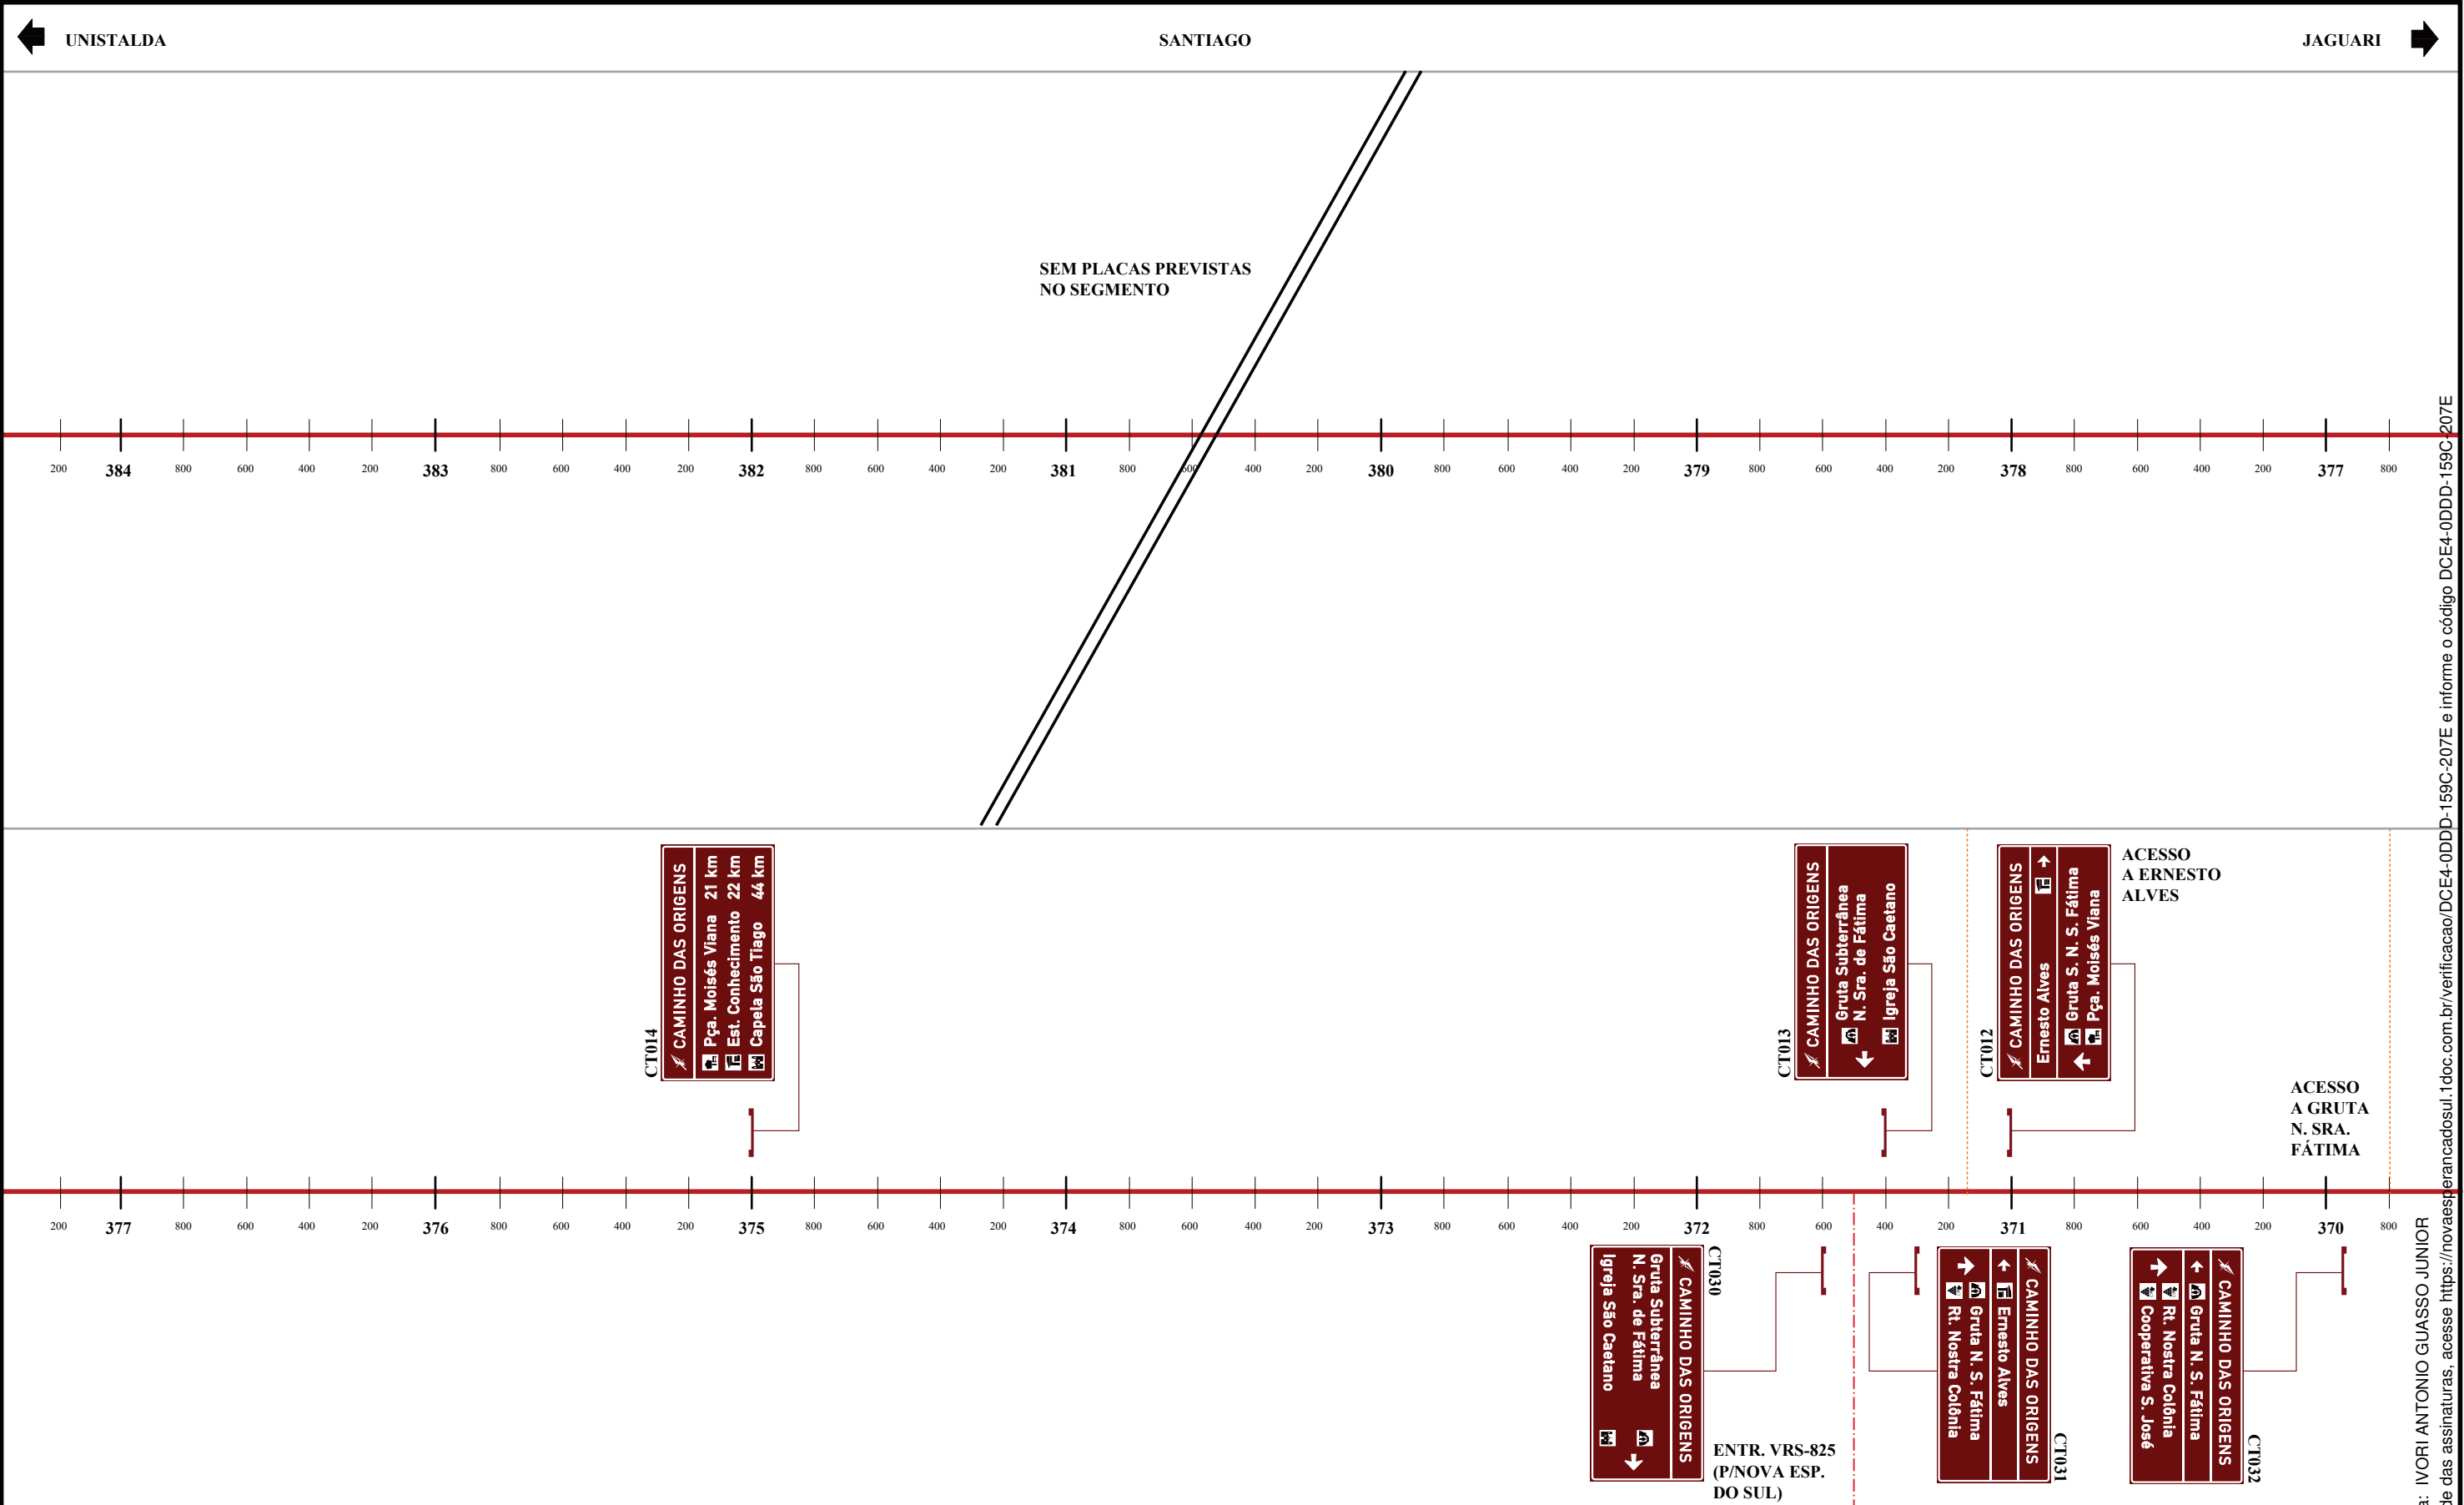 UNISTALDA
SANTIAGO
JAGUARI
SEM PLACAS PREVISTAS
NO SEGMENTO
200 384 800 600 400 200 383 800 600 400 200 382 800 600 400 200 381 800 600 400 200 380 800 600 400 200 379 800 600 400 200 378 800 600 400 200 377 800
CT014
CAMINHO DAS ORIGENS
Pça. Moisés Viana 21 km
Est. Conhecimento 22 km
Capela São Tiago 44 km
CT013
CAMINHO DAS ORIGENS
Gruta Subterrânea
N. Sra. de Fátima
Igreja São Caetano
CT012
CAMINHO DAS ORIGENS
Ernesto Alves
Gruta S. N. S. Fátima
Pça. Moisés Viana
ACESSO
A ERNESTO
ALVES
ACESSO
A GRUTA
N. SRA.
FÁTIMA
200 377 800 600 400 200 376 800 600 400 200 375 800 600 400 200 374 800 600 400 200 373 800 600 400 200 372 800 600 400 200 371 800 600 400 200 370 800
CT030
CAMINHO DAS ORIGENS
Gruta Subterrânea
N. Sra. de Fátima
Igreja São Caetano
ENTR. VRS-825
(P/NOVA ESP.
DO SUL)
CT031
CAMINHO DAS ORIGENS
Ernesto Alves
Gruta N. S. Fátima
Rt. Nostra Colônia
CT032
CAMINHO DAS ORIGENS
Gruta N. S. Fátima
Rt. Nostra Colônia
Cooperativa S. José
a: IVORI ANTONIO GUASSO JUNIOR
de das assinaturas, acesse https://novaesperancadosul.1doc.com.br/verificacao/DCE4-0DDD-159C-207E e informe o código DCE4-0DDD-159C-207E